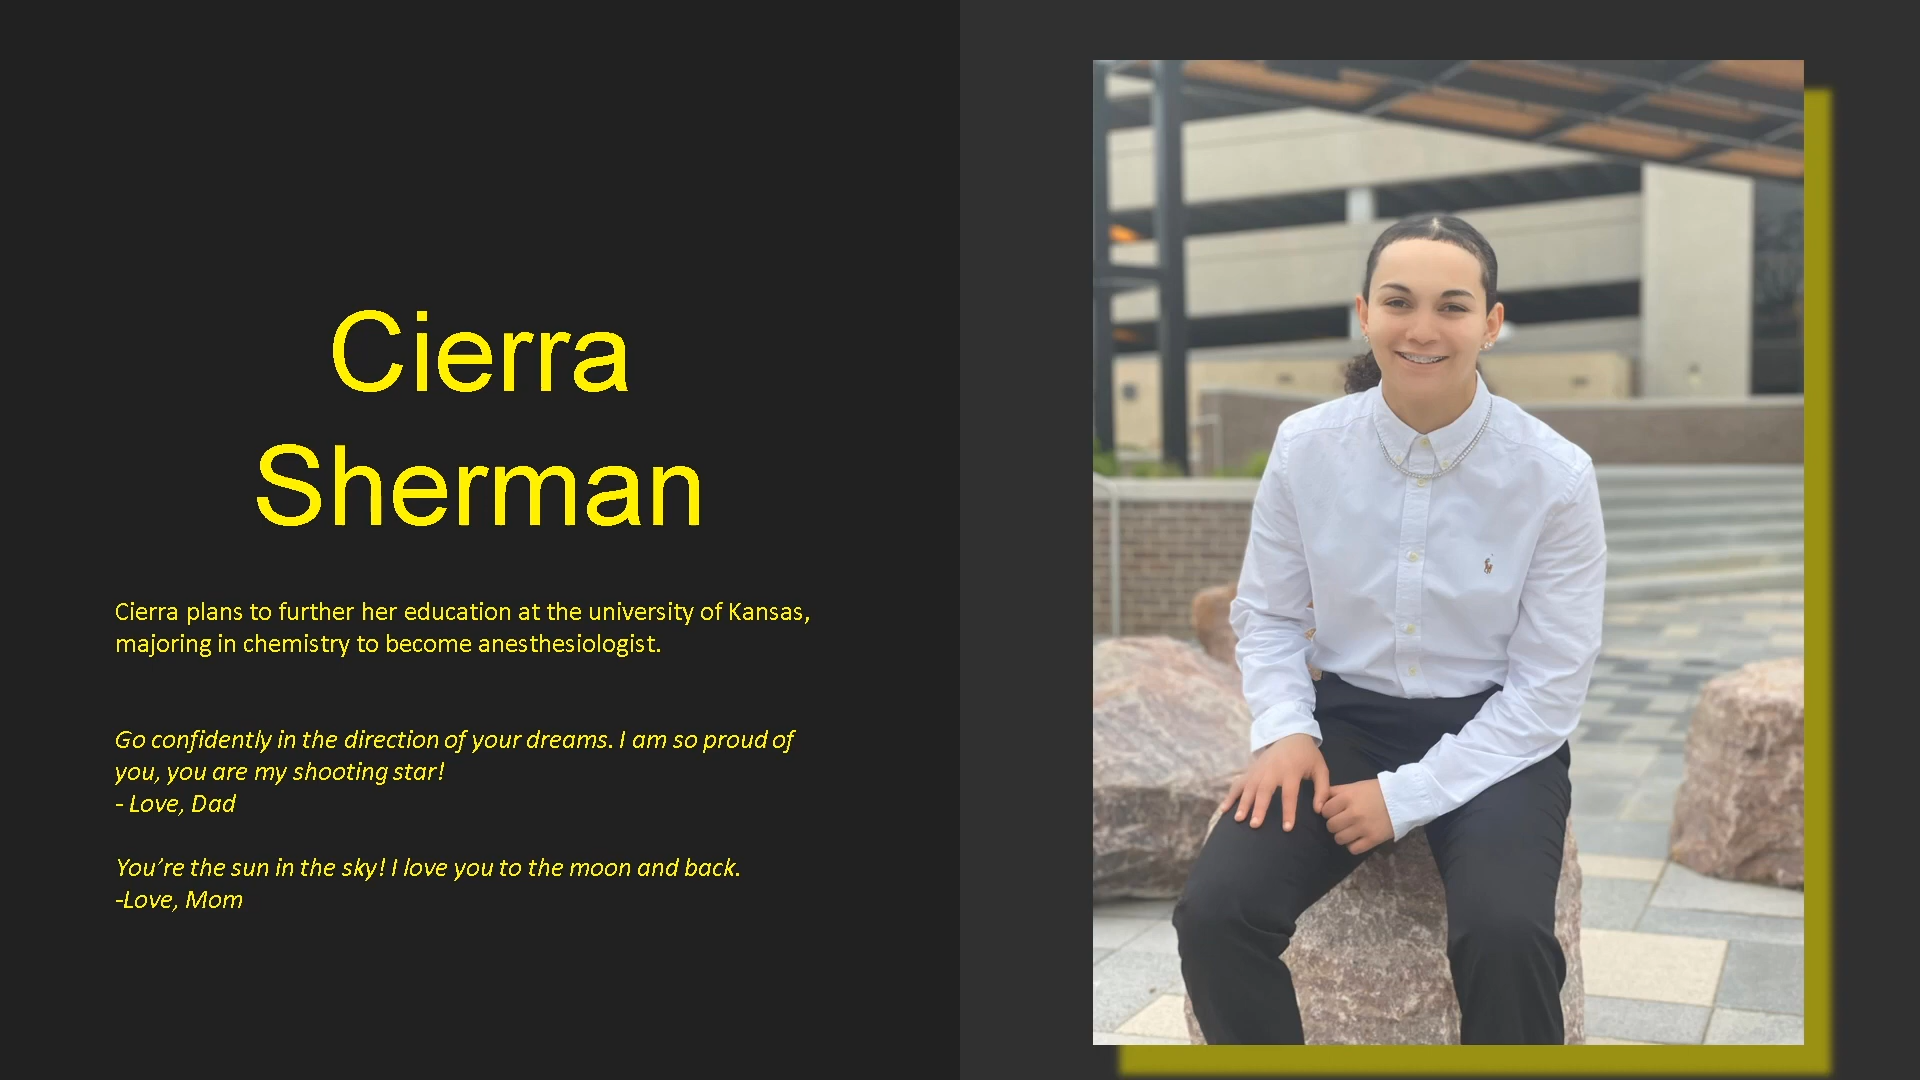 Cierra
Sherman
Cierra plans to further her education at the university of Kansas,
majoring in chemistry to become anesthesiologist.
Go confidently in the direction of your dreams. I am so proud of
you, you are my shooting star!
- Love, Dad
You’re the sun in the sky! I love you to the moon and back.
-Love, Mom